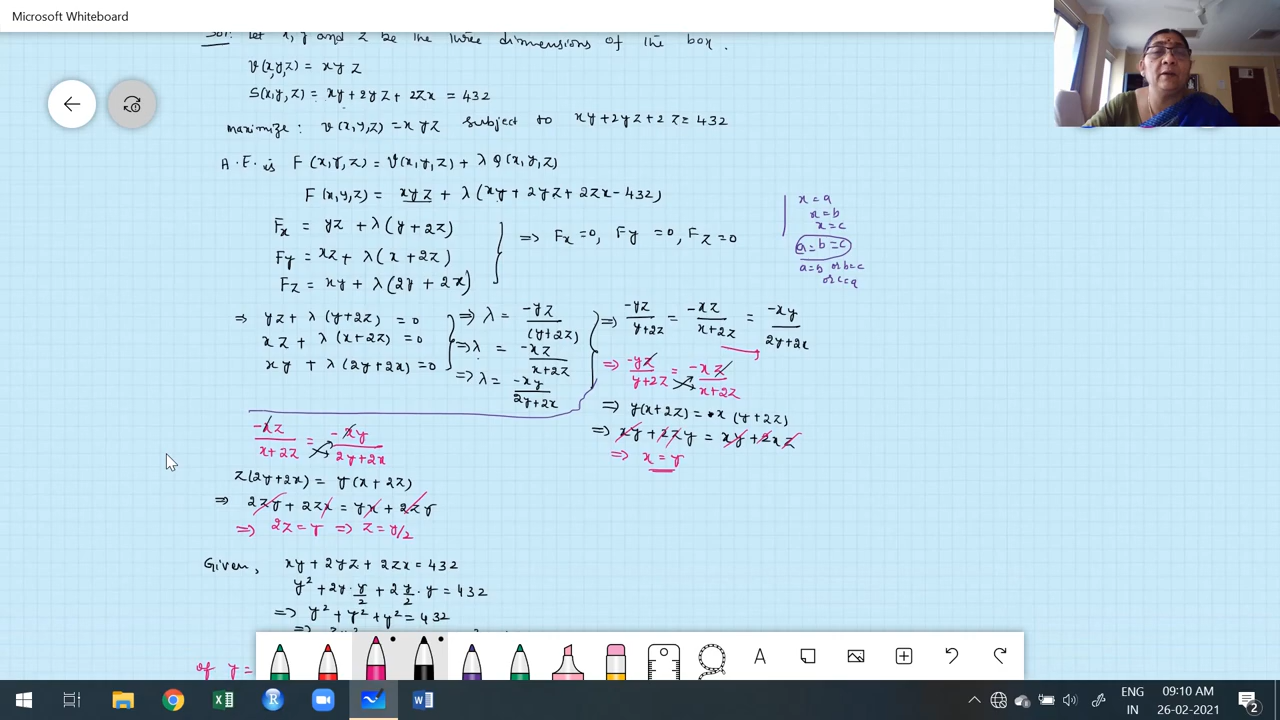 Microsoft Whiteboard
Sol: Let x, y and z be the three dimensions of the box.
V(x,y,z) = xyz
S(x,y,z) = xy + 2yz + 2zx = 432
maximize: V(x,y,z) = xyz subject to xy + 2yz + 2z = 432
A.E. is F(x,y,z) = V(x,y,z) + λ Q(x,y,z)
F(x,y,z) = xyz + λ(xy + 2yz + 2zx - 432)
Fx = yz + λ(y+2z)
Fy = xz + λ(x+2z)
Fz = xy + λ(2y+2x)
⇒ Fx = 0, Fy = 0, Fz = 0
x = a
x = b
x = c
a = b = c
a = b or b = c
or c = a
⇒ yz + λ(y+2z) = 0
xz + λ(x+2z) = 0
xy + λ(2y+2x) = 0
⇒ λ = -yz/(y+2z)
⇒ λ = -xz/x+2z
⇒ λ = -xy/2y+2x
⇒ -yz/y+2z = -xz/x+2z = -xy/2y+2x
⇒ -yz/y+2z = -xz/x+2z
⇒ y(x+2z) = x(y+2z)
⇒ xy + 2zy = xy + 2xz
⇒ x = y
-xz/x+2z = -xy/2y+2x
z(2y+2x) = y(x+2z)
⇒ 2zy + 2zx = yx + 2zy
⇒ 2z = y ⇒ z = y/2
Given, xy + 2yz + 2zx = 432
y² + 2y·y/2 + 2 y/2·y = 432
⇒ y² + y² + y² = 432
of y =
A
ENG
IN
09:10 AM
26-02-2021
2